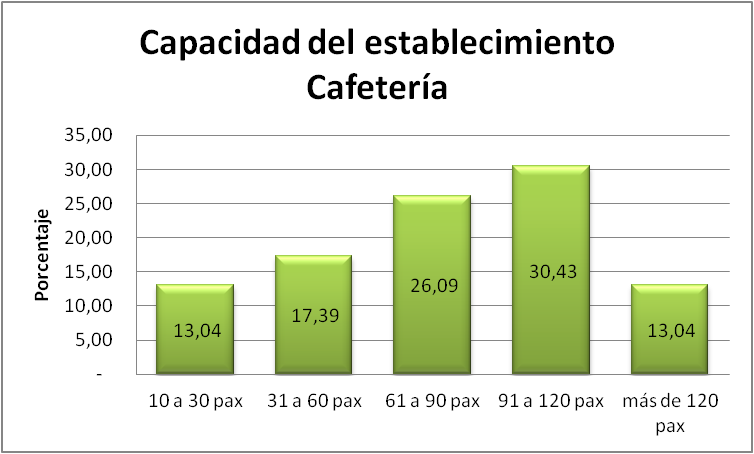 Capacidad del establecimiento
Cafetería
Porcentaje
35,00
30,00
25,00
20,00
15,00
10,00
5,00
-
13,04
17,39
26,09
30,43
13,04
10 a 30 pax
31 a 60 pax
61 a 90 pax
91 a 120 pax
más de 120
pax